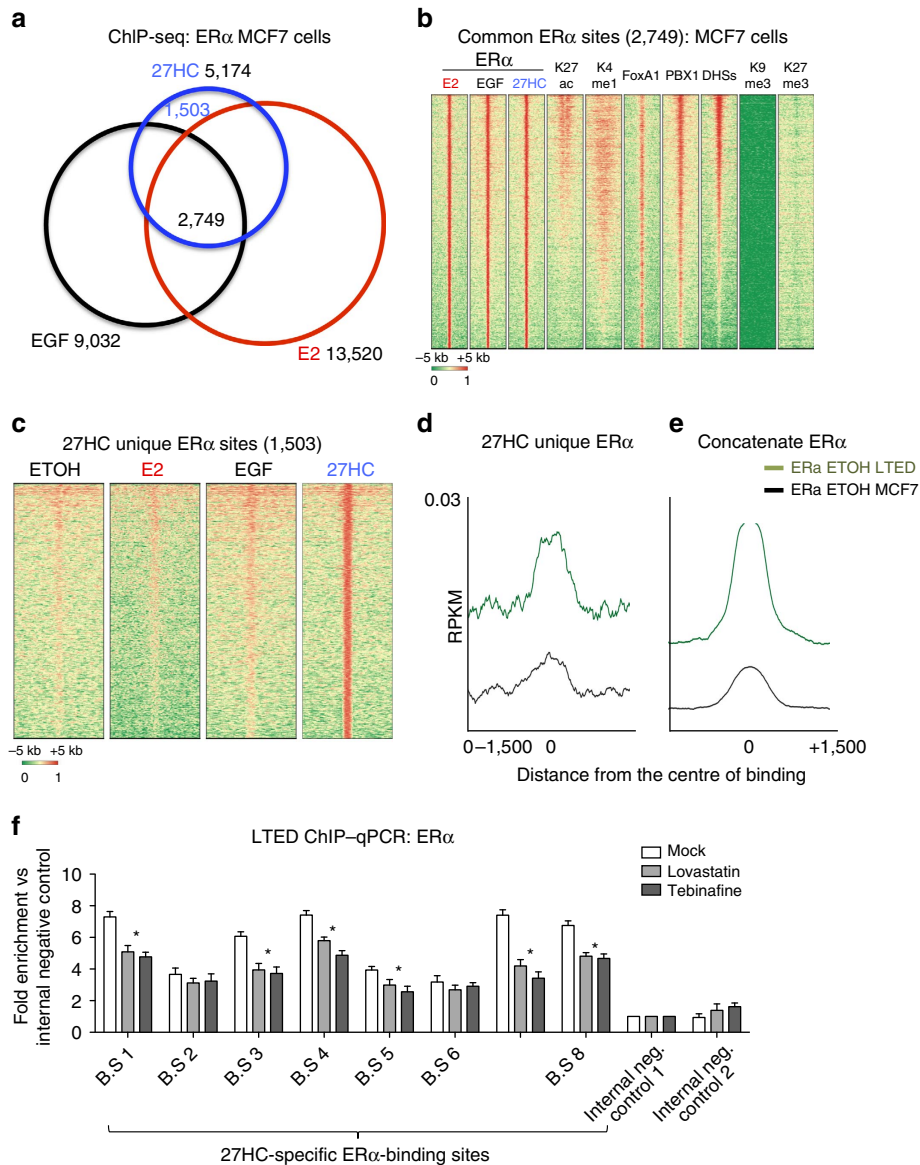 a
ChIP-seq: ERα MCF7 cells
27HC 5,174
1,503
2,749
EGF 9,032
E2 13,520
b
Common ERα sites (2,749): MCF7 cells
ERα
E2 EGF 27HC K27 ac K4 me1 FoxA1 PBX1 DHSs K9 me3 K27 me3
−5 kb +5 kb
0 1
c
27HC unique ERα sites (1,503)
ETOH E2 EGF 27HC
−5 kb +5 kb
0 1
d
27HC unique ERα
0.03
RPKM
0−1,500 0
e
Concatenate ERα
ERa ETOH LTED
ERa ETOH MCF7
0 +1,500
Distance from the centre of binding
f
LTED ChIP–qPCR: ERα
Mock
Lovastatin
Tebinafine
Fold enrichment vs
internal negative control
10
8
6
4
2
0
* * * * * *
B.S 1 B.S 2 B.S 3 B.S 4 B.S 5 B.S 6 B.S 8
Internal neg. control 1
Internal neg. control 2
27HC-specific ERα-binding sites